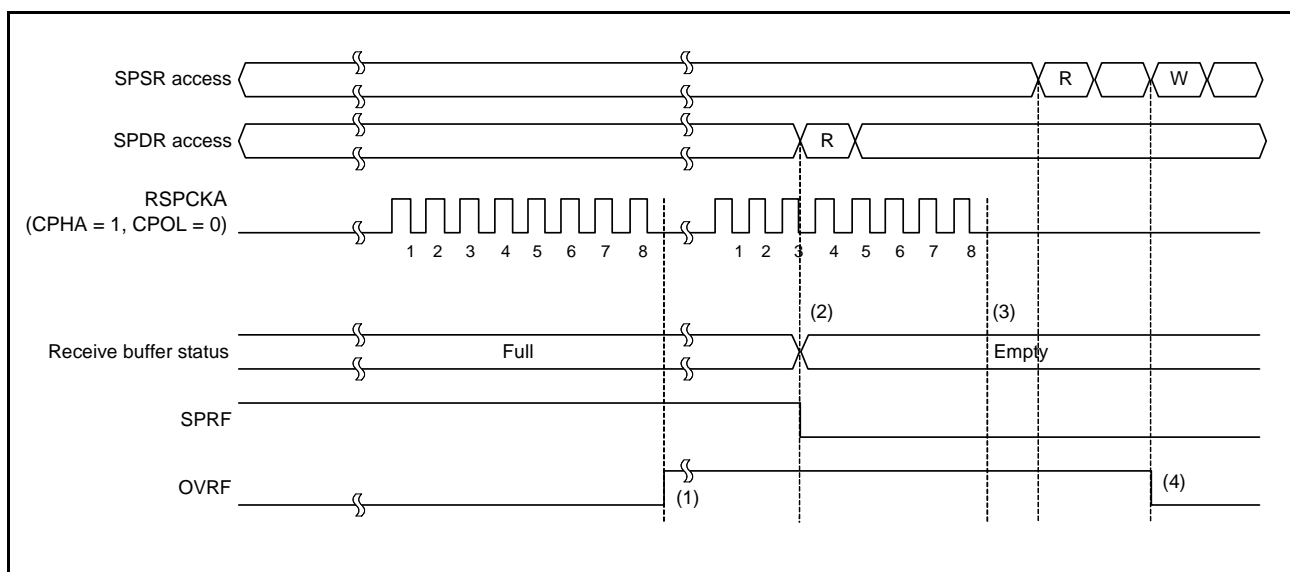 SPSR access R W
SPDR access R
RSPCKA
(CPHA = 1, CPOL = 0)
1 2 3 4 5 6 7 8 1 2 3 4 5 6 7 8
(2) (3)
Receive buffer status Full Empty
SPRF
OVRF
(1) (4)